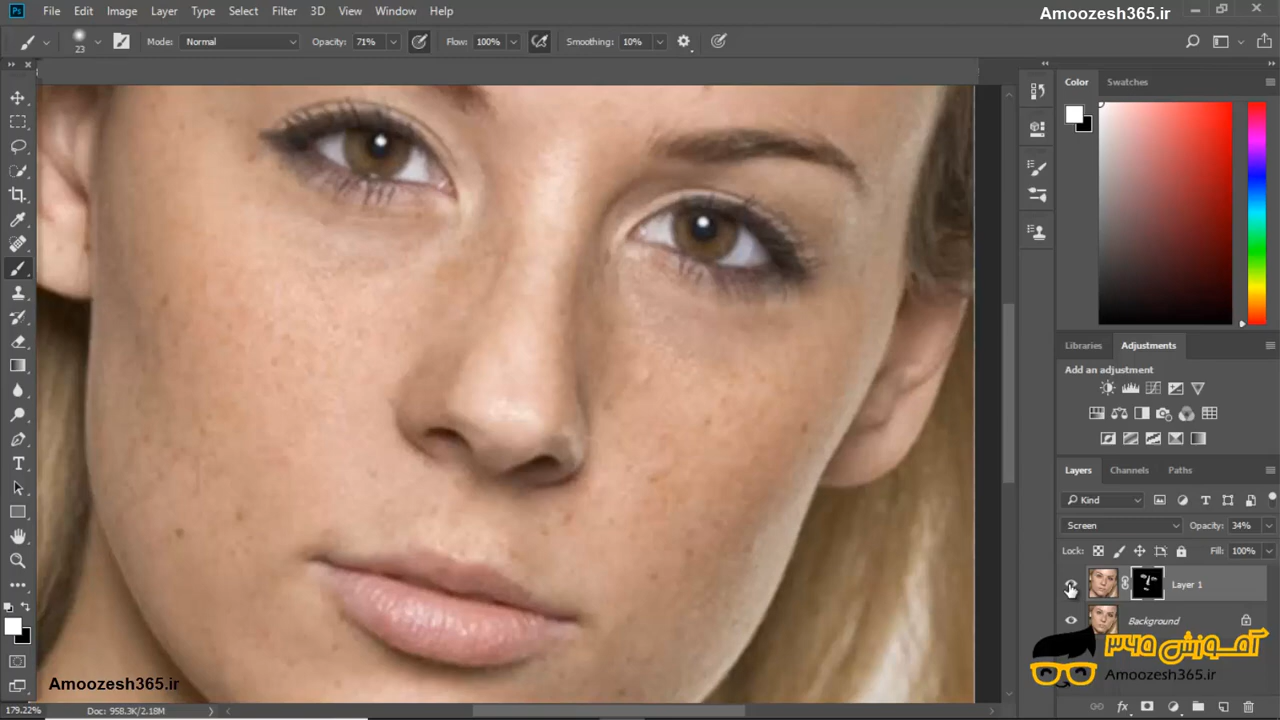 Ps File Edit Image Layer Type Select Filter 3D View Window Help
Amoozesh365.ir
23 Mode: Normal Opacity: 71% Flow: 100% Smoothing: 10%
Color Swatches
Libraries Adjustments
Add an adjustment
Layers Channels Paths
Kind
Screen Opacity: 34%
Lock: Fill: 100%
Layer 1
Background
آموزش ۳۶۵
Amoozesh365.ir
Amoozesh365.ir
179.22% Doc: 958.3K/2.18M